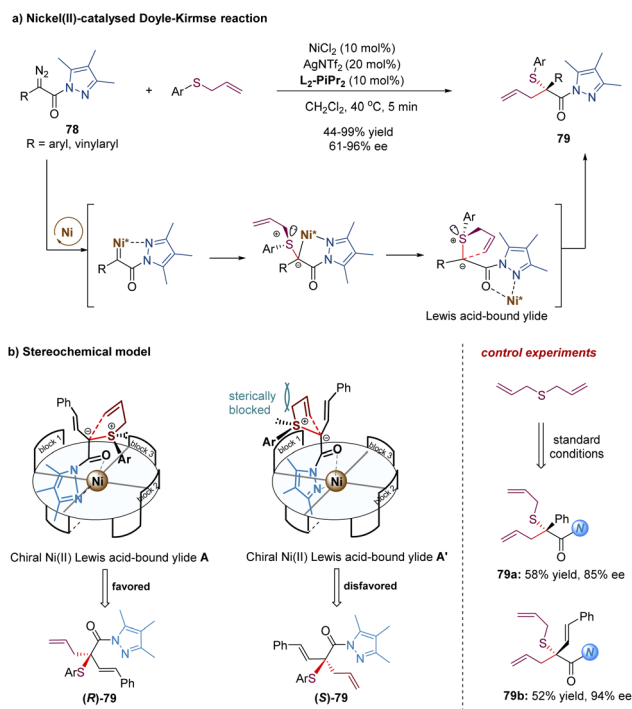 a) Nickel(II)-catalysed Doyle-Kirmse reaction
NiCl2 (10 mol%)
AgNTf2 (20 mol%)
L2-PiPr2 (10 mol%)
CH2Cl2, 40 °C, 5 min
44-99% yield
61-96% ee
N2
R
O
N
N
78
R = aryl, vinylaryl
+
Ar
S
Ar
S
R
O
N
N
79
Ni
Ni*
N
N
R
O
S
⊕
Ar
Ni*
N
N
R
⊖
O
Ar
S
⊕
R
⊖
N
N
O
Ni*
Lewis acid-bound ylide
b) Stereochemical model
Ph
⊖
⊕
S
Ar
O
N
N
Ni
block 1
block 3
block 2
Chiral Ni(II) Lewis acid-bound ylide A
favored
O
N
N
ArS
Ph
(R)-79
sterically
blocked
Ph
S
⊕
⊖
Ar
O
N
N
Ni
block 1
block 3
block 2
Chiral Ni(II) Lewis acid-bound ylide A'
disfavored
Ph
O
N
N
ArS
(S)-79
control experiments
S
standard
conditions
S
Ph
O
N
79a: 58% yield, 85% ee
S
Ph
O
N
79b: 52% yield, 94% ee